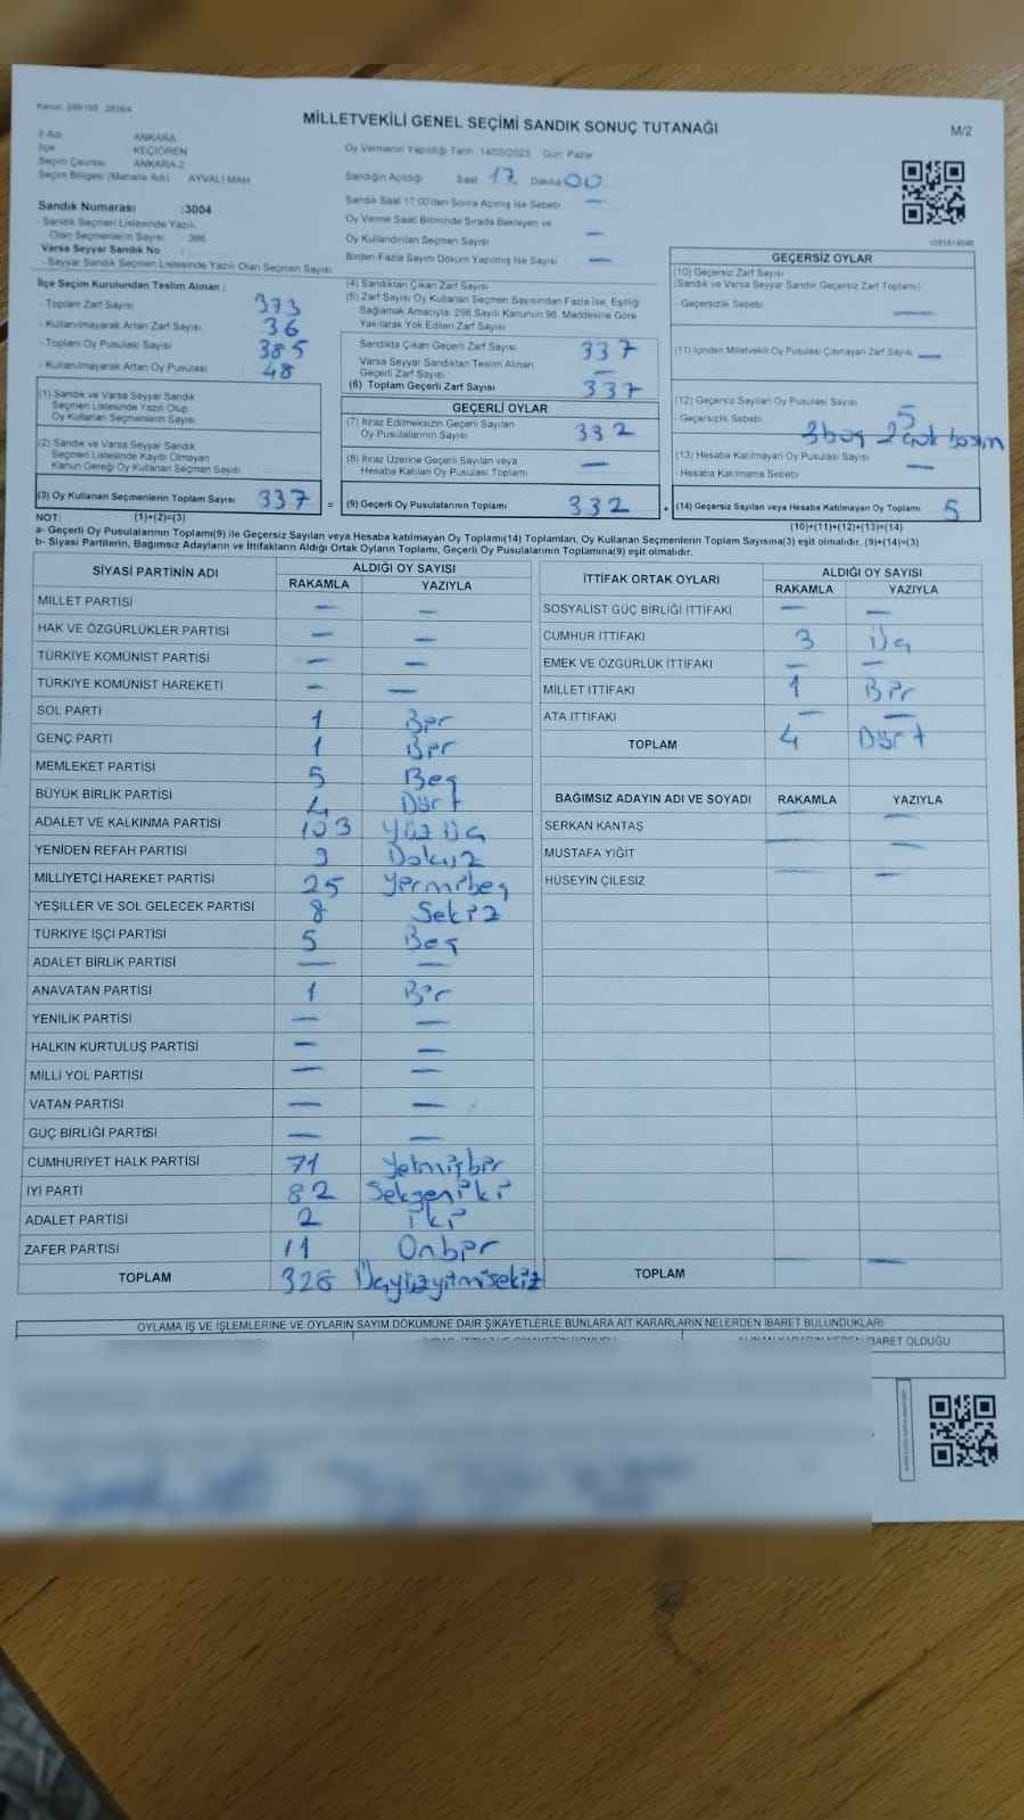 MİLLETVEKİLİ GENEL SEÇİMİ SANDIK SONUÇ TUTANAĞI
M/2
İl Adı : ANKARA
İlçe : KEÇİÖREN
Seçim Çevresi : ANKARA-2
Seçim Bölgesi (Mahalle Adı) : AYVALI MAH
Sandık Numarası :3004
- Sandık Seçmen Listesinde Yazılı
Olan Seçmenlerin Sayısı :
Varsa Seyyar Sandık No :
- Seyyar Sandık Seçmen Listesinde Yazılı Olan Seçmen Sayısı
Oy Vermenin Yapıldığı Tarih: 14/05/2023 Gün: Pazar
Sandığın Açıldığı Saat 17 Dakika 00
Sandık Saat 17:00'den Sonra Açılmış İse Sebebi —
Oy Verme Saati Bitiminde Sırada Bekleyen ve
Oy Kullandırılan Seçmen Sayısı —
Birden Fazla Sayım Döküm Yapılmış İse Sayısı —
İlçe Seçim Kurulundan Teslim Alınan :
- Toplam Zarf Sayısı 373
- Kullanılmayarak Artan Zarf Sayısı 36
- Toplam Oy Pusulası Sayısı 385
- Kullanılmayarak Artan Oy Pusulası 48
(1) Sandık ve Varsa Seyyar Sandık
Seçmen Listesinde Yazılı Olup
Oy Kullanan Seçmenlerin Sayısı
(2) Sandık ve Varsa Seyyar Sandık
Seçmen Listesinde Kayıtlı Olmayan
Kanun Gereği Oy Kullanan Seçmen Sayısı
(3) Oy Kullanan Seçmenlerin Toplam Sayısı 337
(4) Sandıktan Çıkan Zarf Sayısı
(5) Zarf Sayısı Oy Kullanan Seçmen Sayısından Fazla İse, Eşitliği
Sağlamak Amacıyla, 298 Sayılı Kanunun 98. Maddesine Göre
Yakılarak Yok Edilen Zarf Sayısı
Sandıkta Çıkan Geçerli Zarf Sayısı 337
Varsa Seyyar Sandıktan Teslim Alınan
Geçerli Zarf Sayısı —
(6) Toplam Geçerli Zarf Sayısı 337
GEÇERLİ OYLAR
(7) İtiraz Edilmeksizin Geçerli Sayılan
Oy Pusulalarının Sayısı 332
(8) İtiraz Üzerine Geçerli Sayılan veya
Hesaba Katılan Oy Pusulası Toplamı —
= (9) Geçerli Oy Pusulalarının Toplamı 332
GEÇERSİZ OYLAR
(10) Geçersiz Zarf Sayısı
(Sandık ve Varsa Seyyar Sandık Geçersiz Zarf Toplamı)
- Geçersizlik Sebebi —
(11) İçinden Milletvekili Oy Pusulası Çıkmayan Zarf Sayısı —
(12) Geçersiz Sayılan Oy Pusulası Sayısı 5
- Geçersizlik Sebebi 3 boş 2 çok basım
(13) Hesaba Katılmayan Oy Pusulası Sayısı —
- Hesaba Katılmama Sebebi
+ (14) Geçersiz Sayılan veya Hesaba Katılmayan Oy Toplamı 5
NOT: (1)+(2)=(3)
(10)+(11)+(12)+(13)=(14)
a- Geçerli Oy Pusulalarının Toplamı(9) ile Geçersiz Sayılan veya Hesaba katılmayan Oy Toplamı(14) Toplamları, Oy Kullanan Seçmenlerin Toplam Sayısına(3) eşit olmalıdır. (9)+(14)=(3)
b- Siyasi Partilerin, Bağımsız Adayların ve İttifakların Aldığı Ortak Oyların Toplamı, Geçerli Oy Pusulalarının Toplamına(9) eşit olmalıdır.
SİYASİ PARTİNİN ADI ALDIĞI OY SAYISI
RAKAMLA YAZIYLA
MİLLET PARTİSİ — —
HAK VE ÖZGÜRLÜKLER PARTİSİ — —
TÜRKİYE KOMÜNİST PARTİSİ — —
TÜRKİYE KOMÜNİST HAREKETİ — —
SOL PARTİ 1 Bir
GENÇ PARTİ 1 Bir
MEMLEKET PARTİSİ 5 Beş
BÜYÜK BİRLİK PARTİSİ 4 Dört
ADALET VE KALKINMA PARTİSİ 103 Yüz Üç
YENİDEN REFAH PARTİSİ 9 Dokuz
MİLLİYETÇİ HAREKET PARTİSİ 25 Yirmibeş
YEŞİLLER VE SOL GELECEK PARTİSİ 8 Sekiz
TÜRKİYE İŞÇİ PARTİSİ 5 Beş
ADALET BİRLİK PARTİSİ — —
ANAVATAN PARTİSİ 1 Bir
YENİLİK PARTİSİ — —
HALKIN KURTULUŞ PARTİSİ — —
MİLLİ YOL PARTİSİ — —
VATAN PARTİSİ — —
GÜÇ BİRLİĞİ PARTİSİ — —
CUMHURİYET HALK PARTİSİ 71 Yetmişbir
İYİ PARTİ 82 Seksen iki
ADALET PARTİSİ 2 iki
ZAFER PARTİSİ 11 Onbir
TOPLAM 328
İTTİFAK ORTAK OYLARI ALDIĞI OY SAYISI
RAKAMLA YAZIYLA
SOSYALİST GÜÇ BİRLİĞİ İTTİFAKI — —
CUMHUR İTTİFAKI 3 Üç
EMEK VE ÖZGÜRLÜK İTTİFAKI — —
MİLLET İTTİFAKI 1 Bir
ATA İTTİFAKI — —
TOPLAM 4 Dört
BAĞIMSIZ ADAYIN ADI VE SOYADI RAKAMLA YAZIYLA
SERKAN KANTAŞ — —
MUSTAFA YİĞİT — —
HÜSEYİN ÇİLESİZ — —
TOPLAM — —
OYLAMA İŞ VE İŞLEMLERİNE VE OYLARIN SAYIM DÖKÜMÜNE DAİR ŞİKAYETLERLE BUNLARA AİT KARARLARIN NELERDEN İBARET BULUNDUKLARI